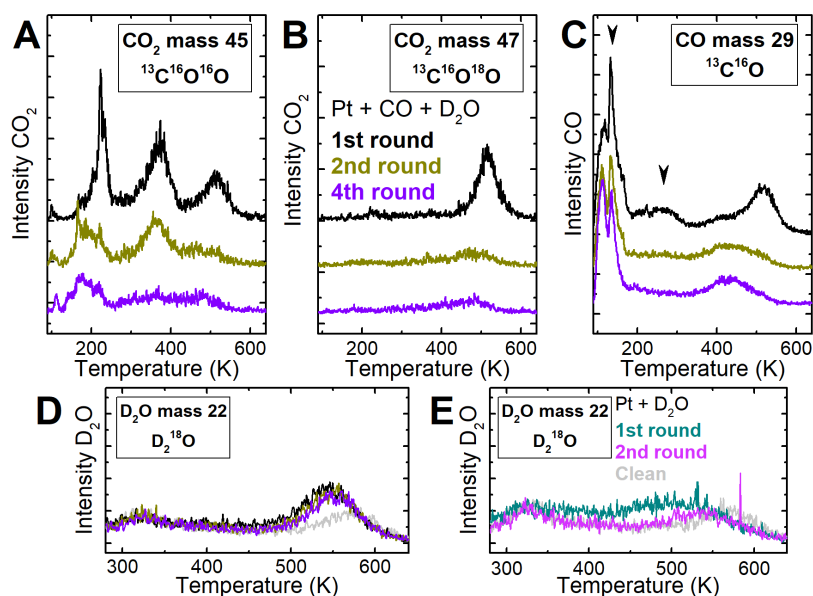 A
CO₂ mass 45
¹³C¹⁶O¹⁶O
Intensity CO₂
200 400 600
Temperature (K)
B
CO₂ mass 47
¹³C¹⁶O¹⁸O
Pt + CO + D₂O
1st round
2nd round
4th round
Intensity CO₂
200 400 600
Temperature (K)
C
CO mass 29
¹³C¹⁶O
Intensity CO
200 400 600
Temperature (K)
D
D₂O mass 22
D₂¹⁸O
Intensity D₂O
300 400 500 600
Temperature (K)
E
D₂O mass 22
D₂¹⁸O
Pt + D₂O
1st round
2nd round
Clean
Intensity D₂O
300 400 500 600
Temperature (K)